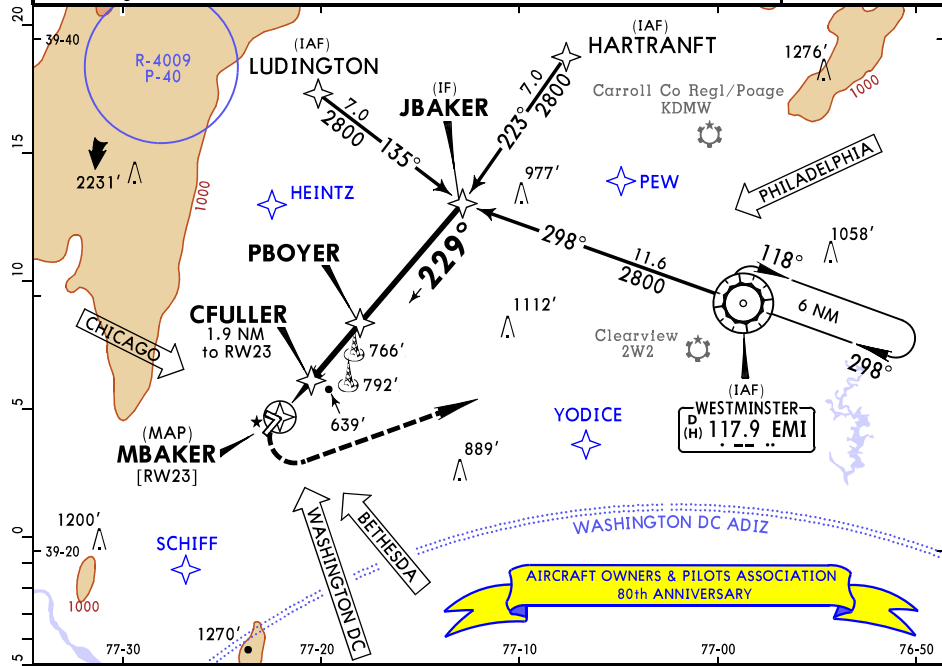 20
39-40
R-4009
P-40
(IAF)
LUDINGTON
(IAF)
HARTRANFT
1276'
1000
(IF)
JBAKER
7.0
2800
135°
7.0
2800
223°
Carroll Co Regl/Poage
KDMW
15
2231'
1000
HEINTZ
977'
PEW
PHILADELPHIA
PBOYER
229°
298°
11.6
2800
1058'
118°
6 NM
298°
10
CHICAGO
CFULLER
1.9 NM
to RW23
766'
792'
639'
1112'
Clearview
2W2
(IAF)
WESTMINSTER
D
(H) 117.9 EMI
5
(MAP)
MBAKER
[RW23]
889'
YODICE
1200'
0
39-20
SCHIFF
1000
WASHINGTON DC
BETHESDA
WASHINGTON DC ADIZ
AIRCRAFT OWNERS & PILOTS ASSOCIATION
80th ANNIVERSARY
1270'
5
77-30
77-20
77-10
77-00
76-50